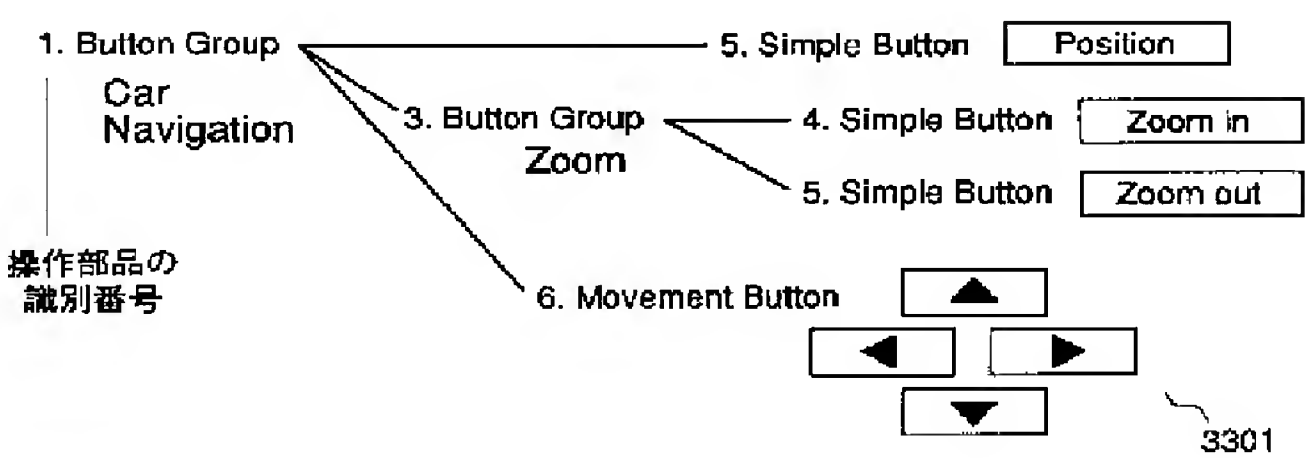 1. Button Group
5. Simple Button
Position
Car
Navigation
3. Button Group
Zoom
4. Simple Button
Zoom in
5. Simple Button
Zoom out
操作部品の
識別番号
6. Movement Button
3301